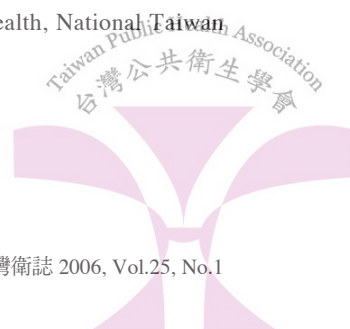 ealth, National Taiwan
Taiwan Public Health Association
台灣公共衛生學會
灣衛誌 2006, Vol.25, No.1